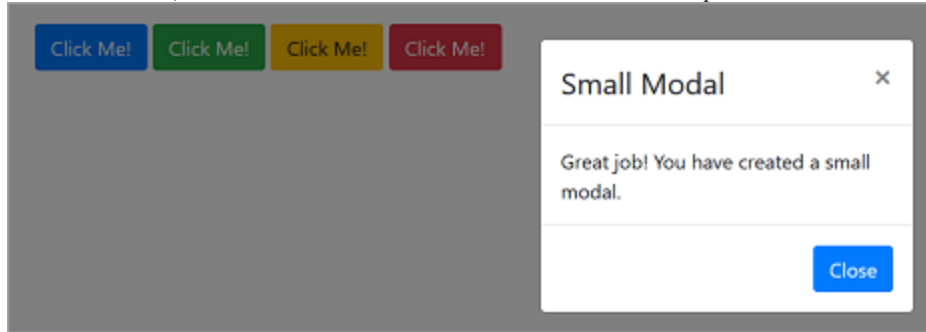 Click Me! Click Me! Click Me! Click Me!
Small Modal ×
Great job! You have created a small
modal.
Close